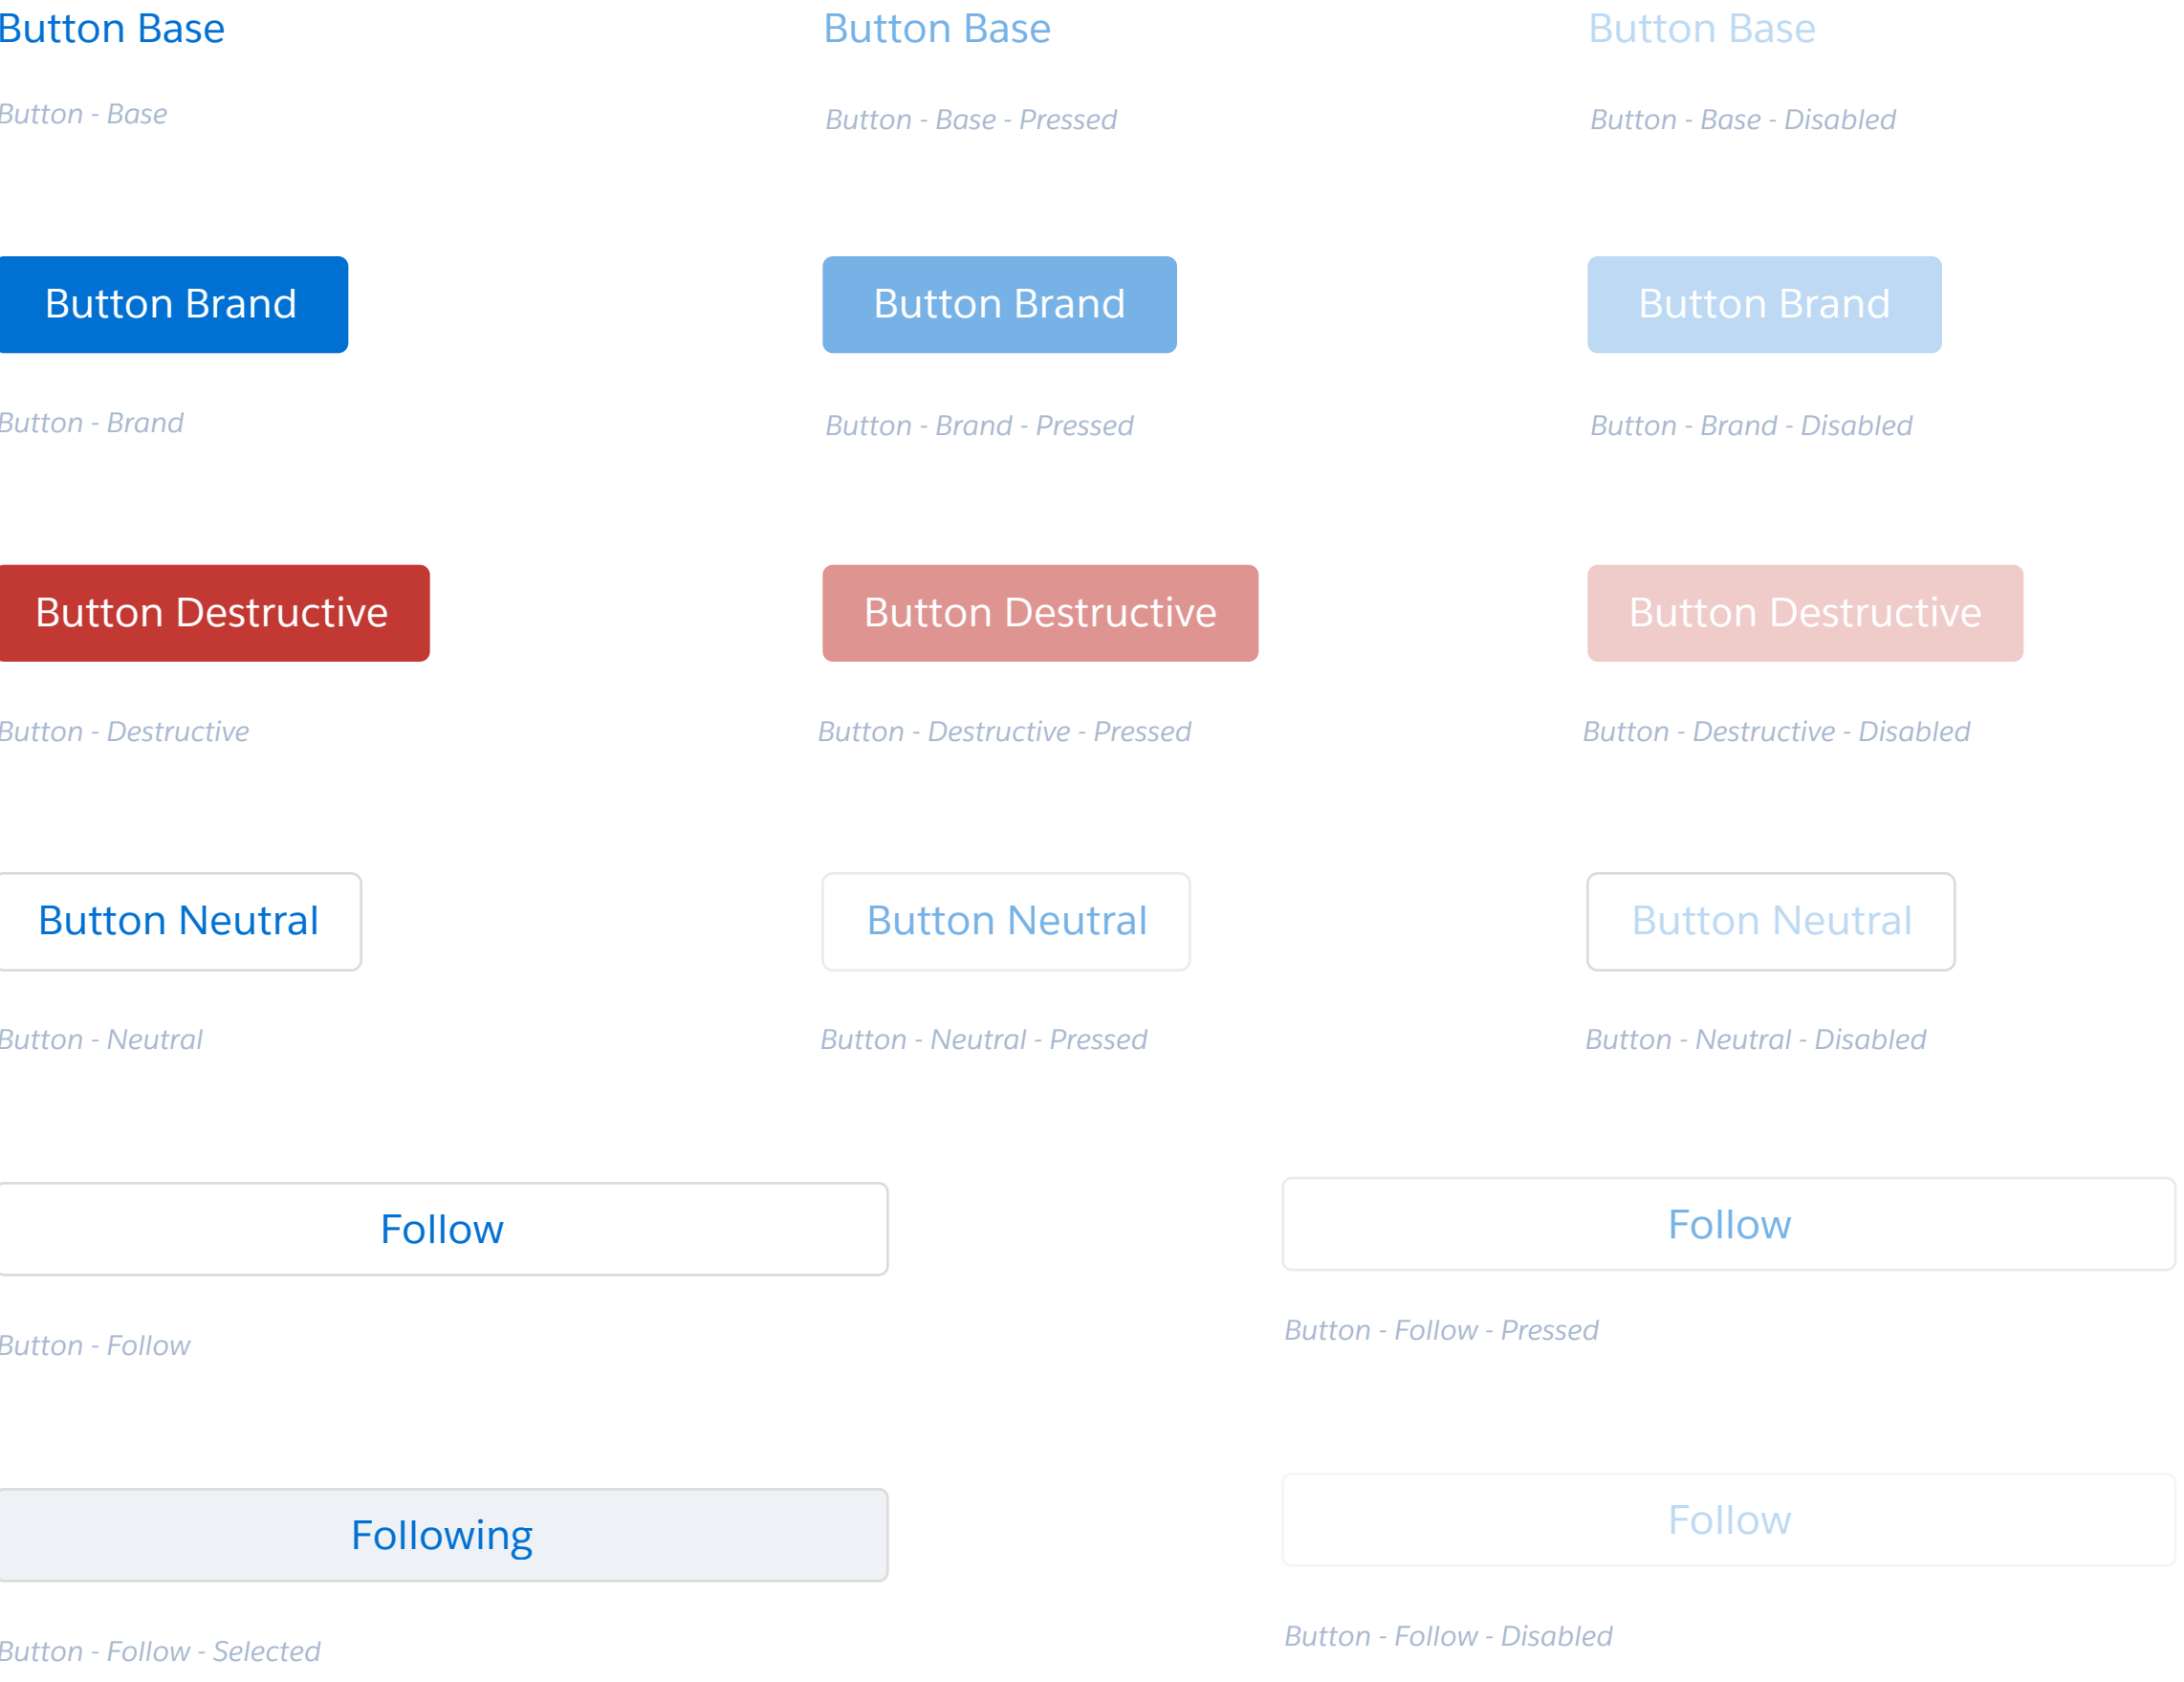 Button Base
Button Base
Button Base
Button - Base
Button - Base - Pressed
Button - Base - Disabled
Button Brand
Button Brand
Button Brand
Button - Brand
Button - Brand - Pressed
Button - Brand - Disabled
Button Destructive
Button Destructive
Button Destructive
Button - Destructive
Button - Destructive - Pressed
Button - Destructive - Disabled
Button Neutral
Button Neutral
Button Neutral
Button - Neutral
Button - Neutral - Pressed
Button - Neutral - Disabled
Follow
Follow
Button - Follow
Button - Follow - Pressed
Following
Follow
Button - Follow - Selected
Button - Follow - Disabled